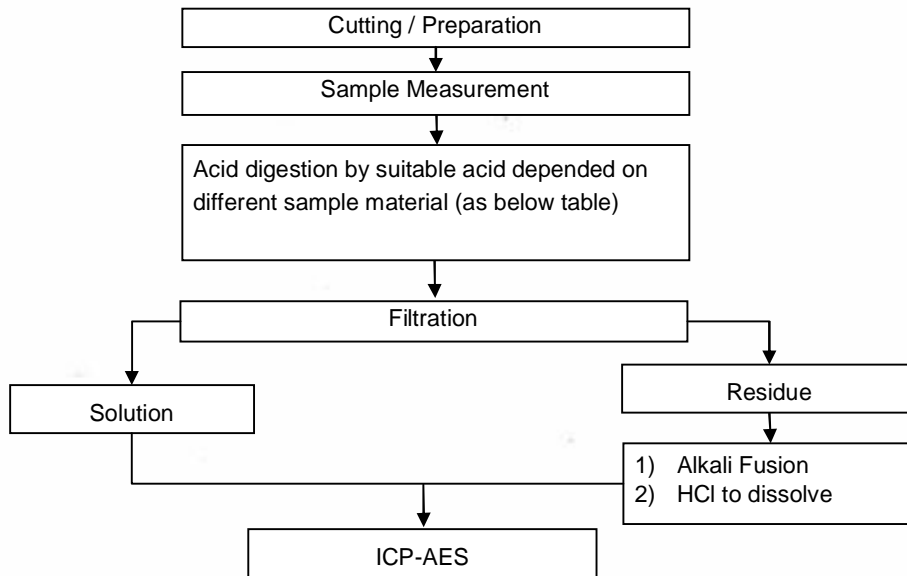 Cutting / Preparation
Sample Measurement
Acid digestion by suitable acid depended on
different sample material (as below table)
Filtration
Solution
Residue
1) Alkali Fusion
2) HCl to dissolve
ICP-AES